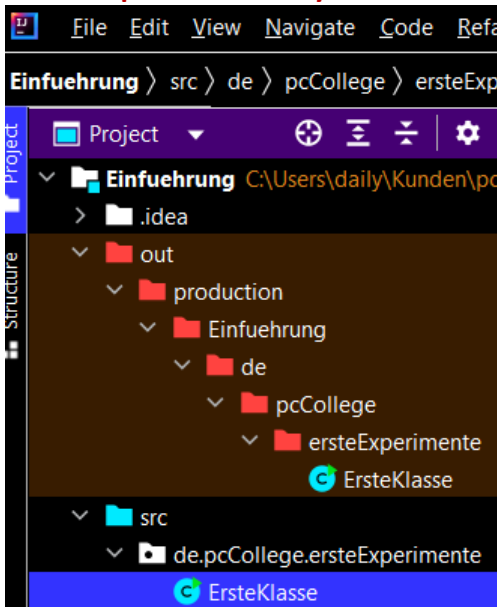 File Edit View Navigate Code Refa
Einfuehrung 〉 src 〉 de 〉 pcCollege 〉 ersteExp
Project
Project
Structure
Einfuehrung C:\Users\daily\Kunden\pc
.idea
out
production
Einfuehrung
de
pcCollege
ersteExperimente
ErsteKlasse
src
de.pcCollege.ersteExperimente
ErsteKlasse